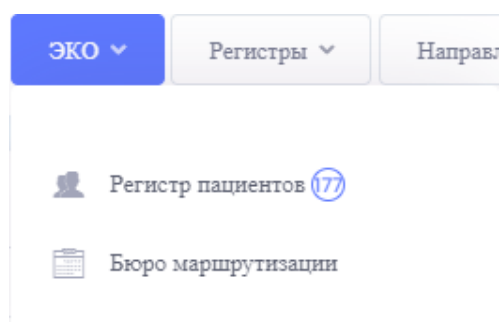 ЭКО Регистры Направл
Регистр пациентов 177
Бюро маршрутизации